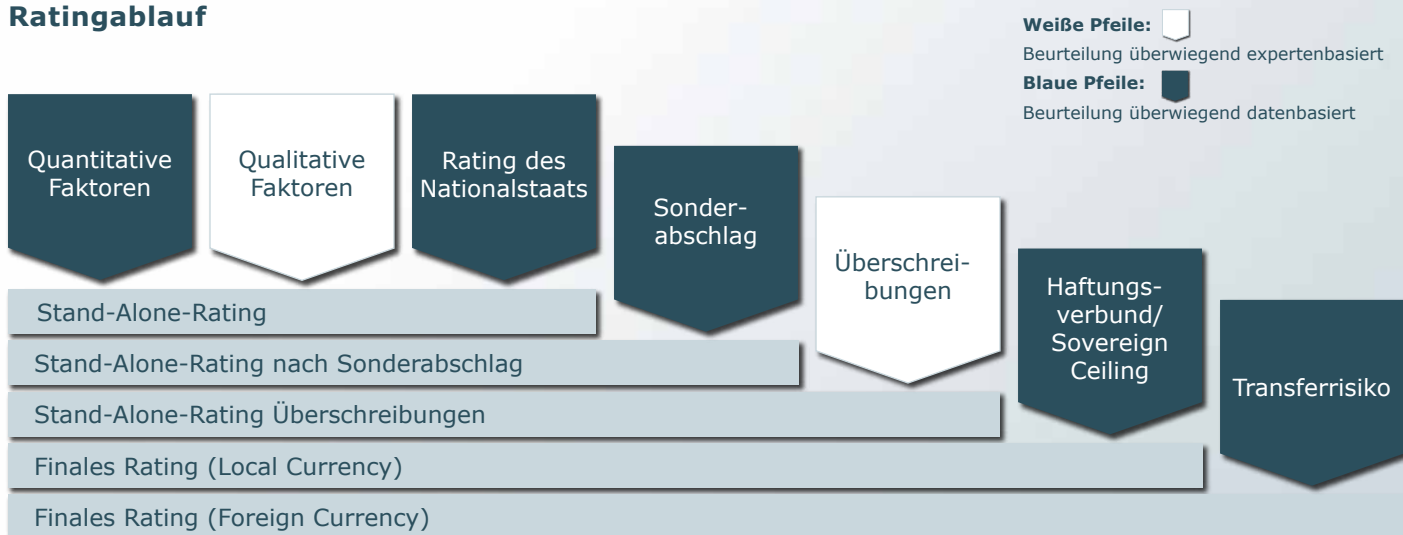 Ratingablauf
Weiße Pfeile:
Beurteilung überwiegend expertenbasiert
Blaue Pfeile:
Beurteilung überwiegend datenbasiert
Quantitative
Faktoren
Qualitative
Faktoren
Rating des
Nationalstaats
Sonder-
abschlag
Überschrei-
bungen
Haftungs-
verbund/
Sovereign
Ceiling
Transferrisiko
Stand-Alone-Rating
Stand-Alone-Rating nach Sonderabschlag
Stand-Alone-Rating Überschreibungen
Finales Rating (Local Currency)
Finales Rating (Foreign Currency)